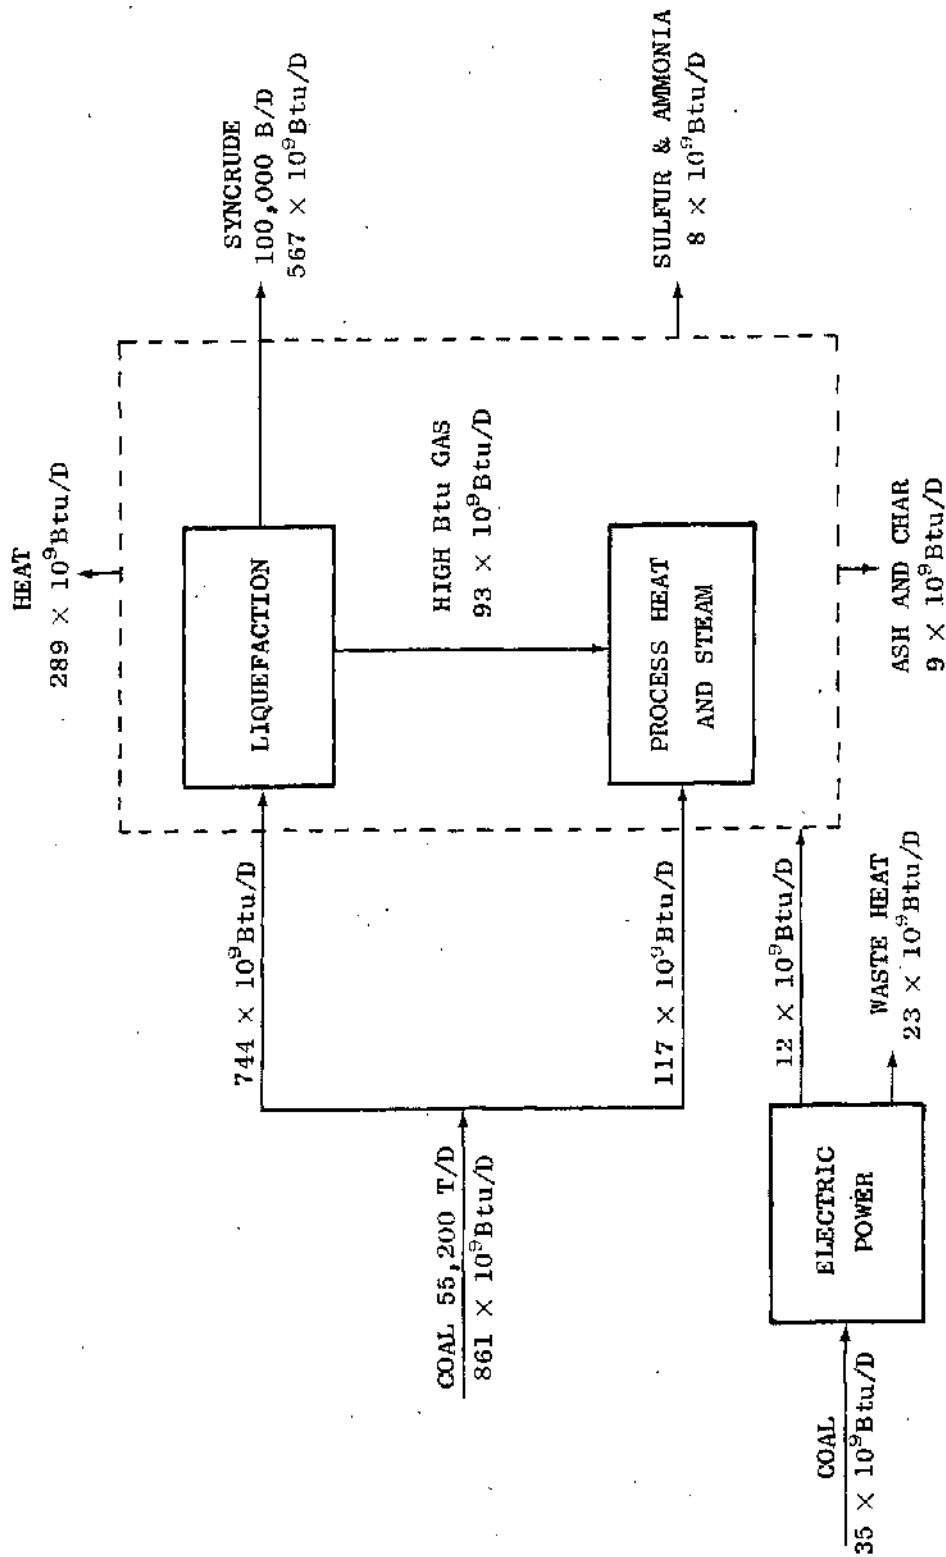 HEAT
289 × 10⁹Btu/D
SYNCRUDE
100,000 B/D
567 × 10⁹Btu/D
744 × 10⁹Btu/D
LIQUEFACTION
HIGH Btu GAS
93 × 10⁹Btu/D
COAL 55,200 T/D
861 × 10⁹Btu/D
117 × 10⁹Btu/D
PROCESS HEAT
AND STEAM
SULFUR & AMMONIA
8 × 10⁹Btu/D
12 × 10⁹Btu/D
COAL
35 × 10⁹Btu/D
ELECTRIC
POWER
WASTE HEAT
23 × 10⁹Btu/D
ASH AND CHAR
9 × 10⁹Btu/D